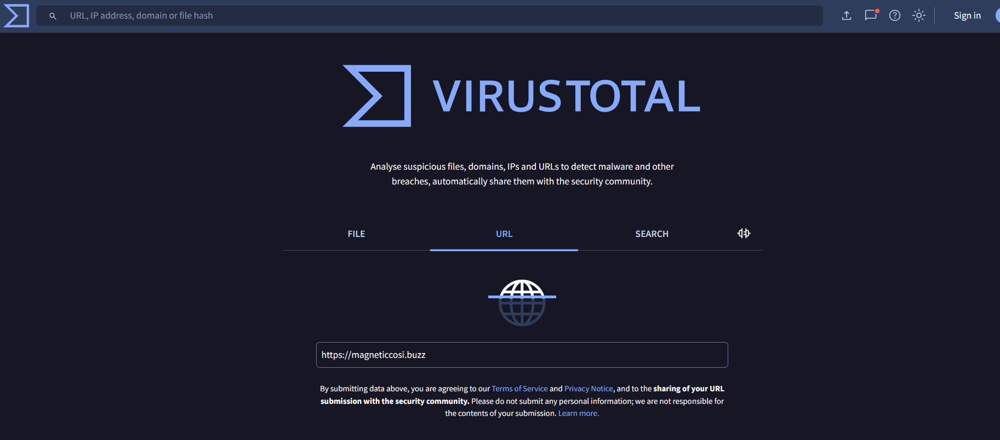 URL, IP address, domain or file hash
Sign in
VIRUSTOTAL
Analyse suspicious files, domains, IPs and URLs to detect malware and other
breaches, automatically share them with the security community.
FILE
URL
SEARCH
https://magneticcosi.buzz
By submitting data above, you are agreeing to our Terms of Service and Privacy Notice, and to the sharing of your URL
submission with the security community. Please do not submit any personal information; we are not responsible for
the contents of your submission. Learn more.